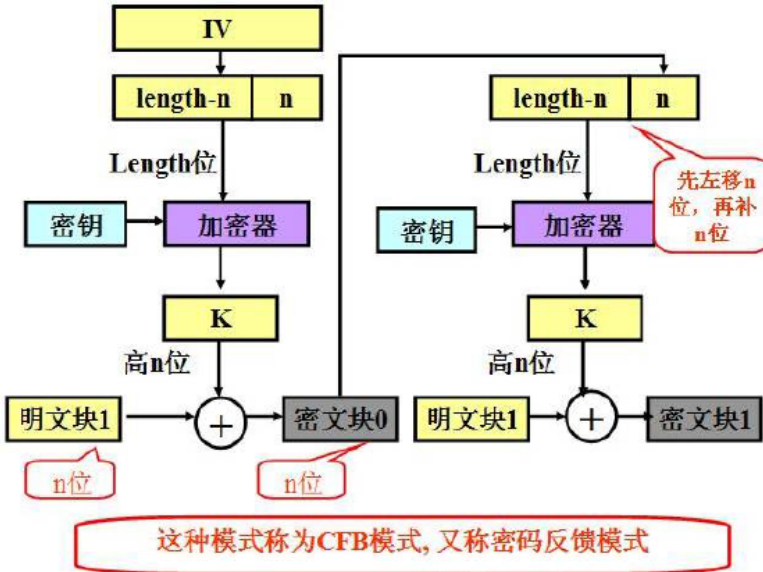 IV
length-n n
length-n n
Length位
Length位
先左移n
位，再补
n位
密钥
加密器
密钥
加密器
K
K
高n位
高n位
明文块1
+
密文块0
明文块1
+
密文块1
n位
n位
这种模式称为CFB模式, 又称密码反馈模式